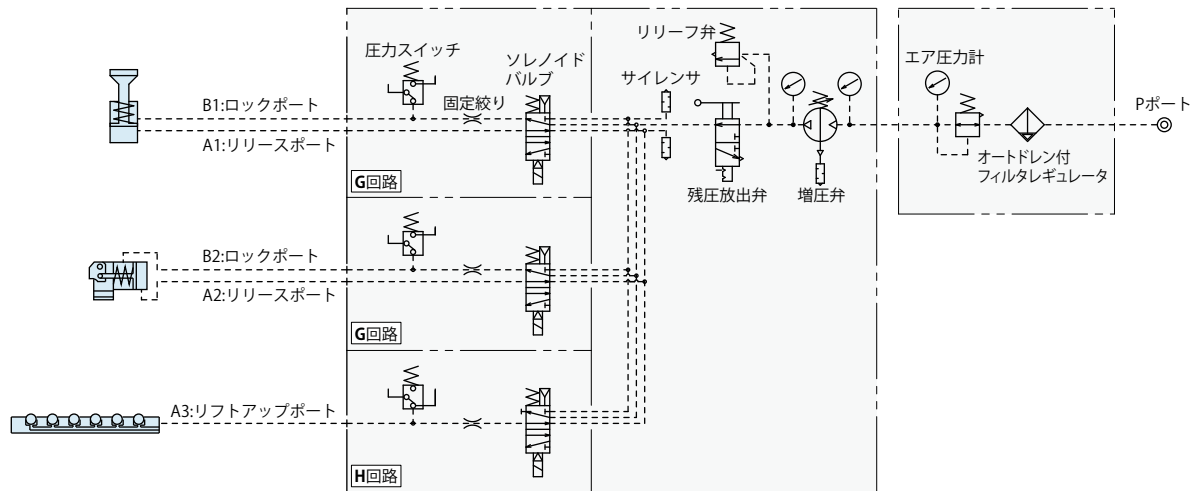 圧力スイッチ
固定絞り
ソレノイド
バルブ
B1:ロックポート
A1:リリースポート
G回路
リリーフ弁
サイレンサ
残圧放出弁
増圧弁
エア圧力計
Pポート
オートドレン付
フィルタレギュレータ
B2:ロックポート
A2:リリースポート
G回路
A3:リフトアップポート
H回路